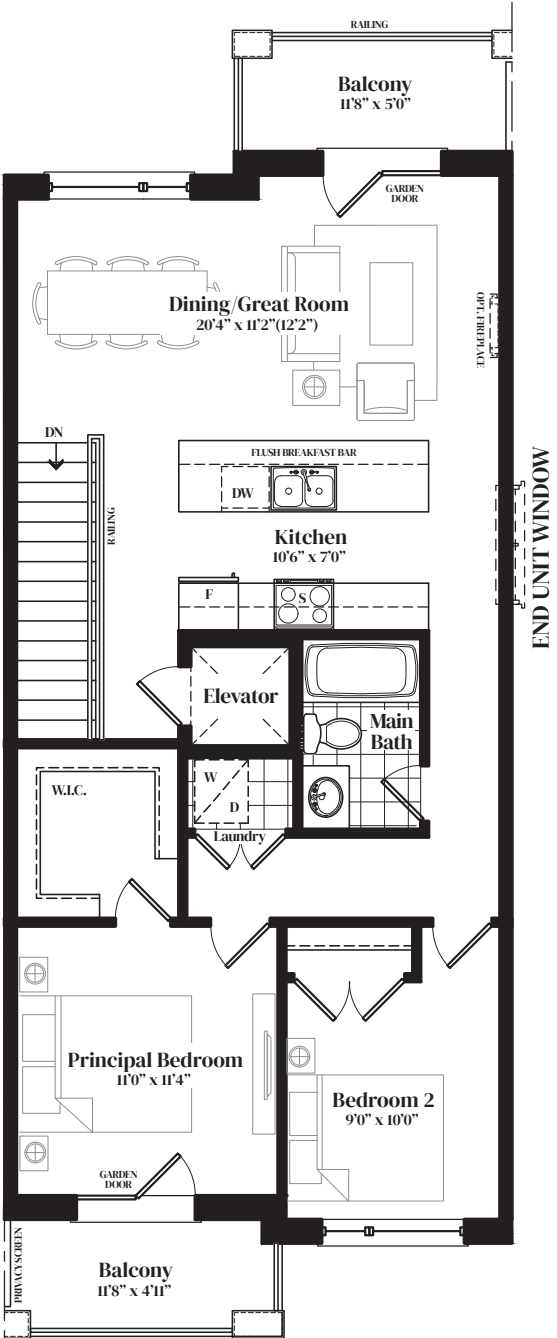 RAILING
Balcony
11'8" x 5'0"
GARDEN
DOOR
Dining/Great Room
20'4" x 11'2"(12'2")
OPT. FIREPLACE
DN
RAILING
FLUSH BREAKFAST BAR
DW
Kitchen
10'6" x 7'0"
END UNIT WINDOW
F
S
Elevator
Main
Bath
W.I.C.
W
D
Laundry
Principal Bedroom
11'0" x 11'4"
Bedroom 2
9'0" x 10'0"
GARDEN
DOOR
PRIVACY SCREEN
Balcony
11'8" x 4'11"